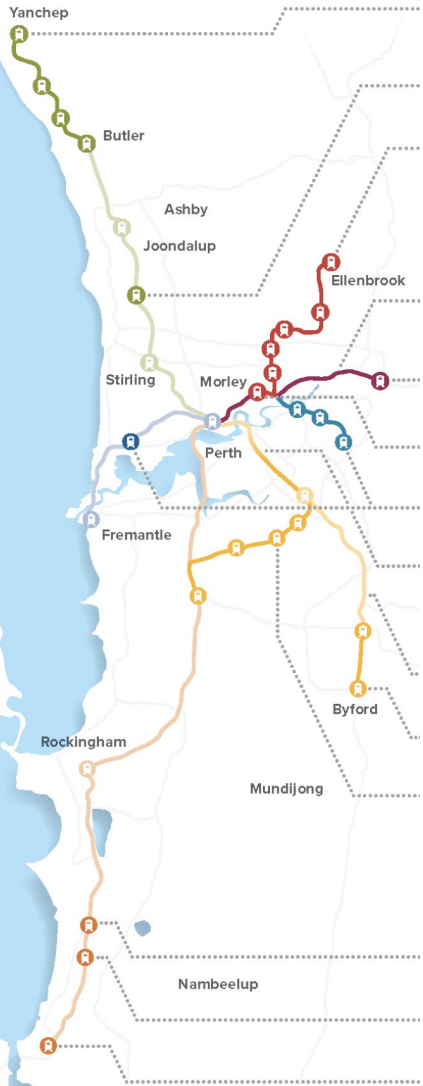 Yanchep
Butler
Ashby
Joondalup
Ellenbrook
Stirling
Morley
Perth
Fremantle
Byford
Rockingham
Mundijong
Nambeelup